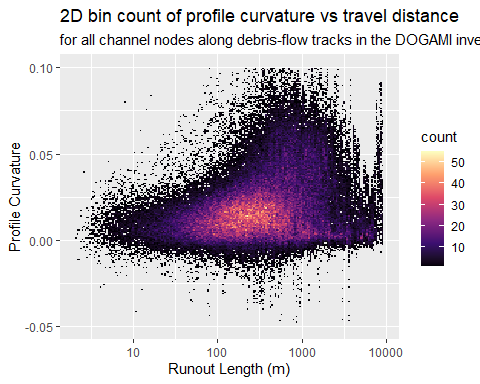 2D bin count of profile curvature vs travel distance
for all channel nodes along debris-flow tracks in the DOGAMI inve
0.10
0.05
0.00
-0.05
Profile Curvature
10
100
1000
10000
Runout Length (m)
count
50
40
30
20
10